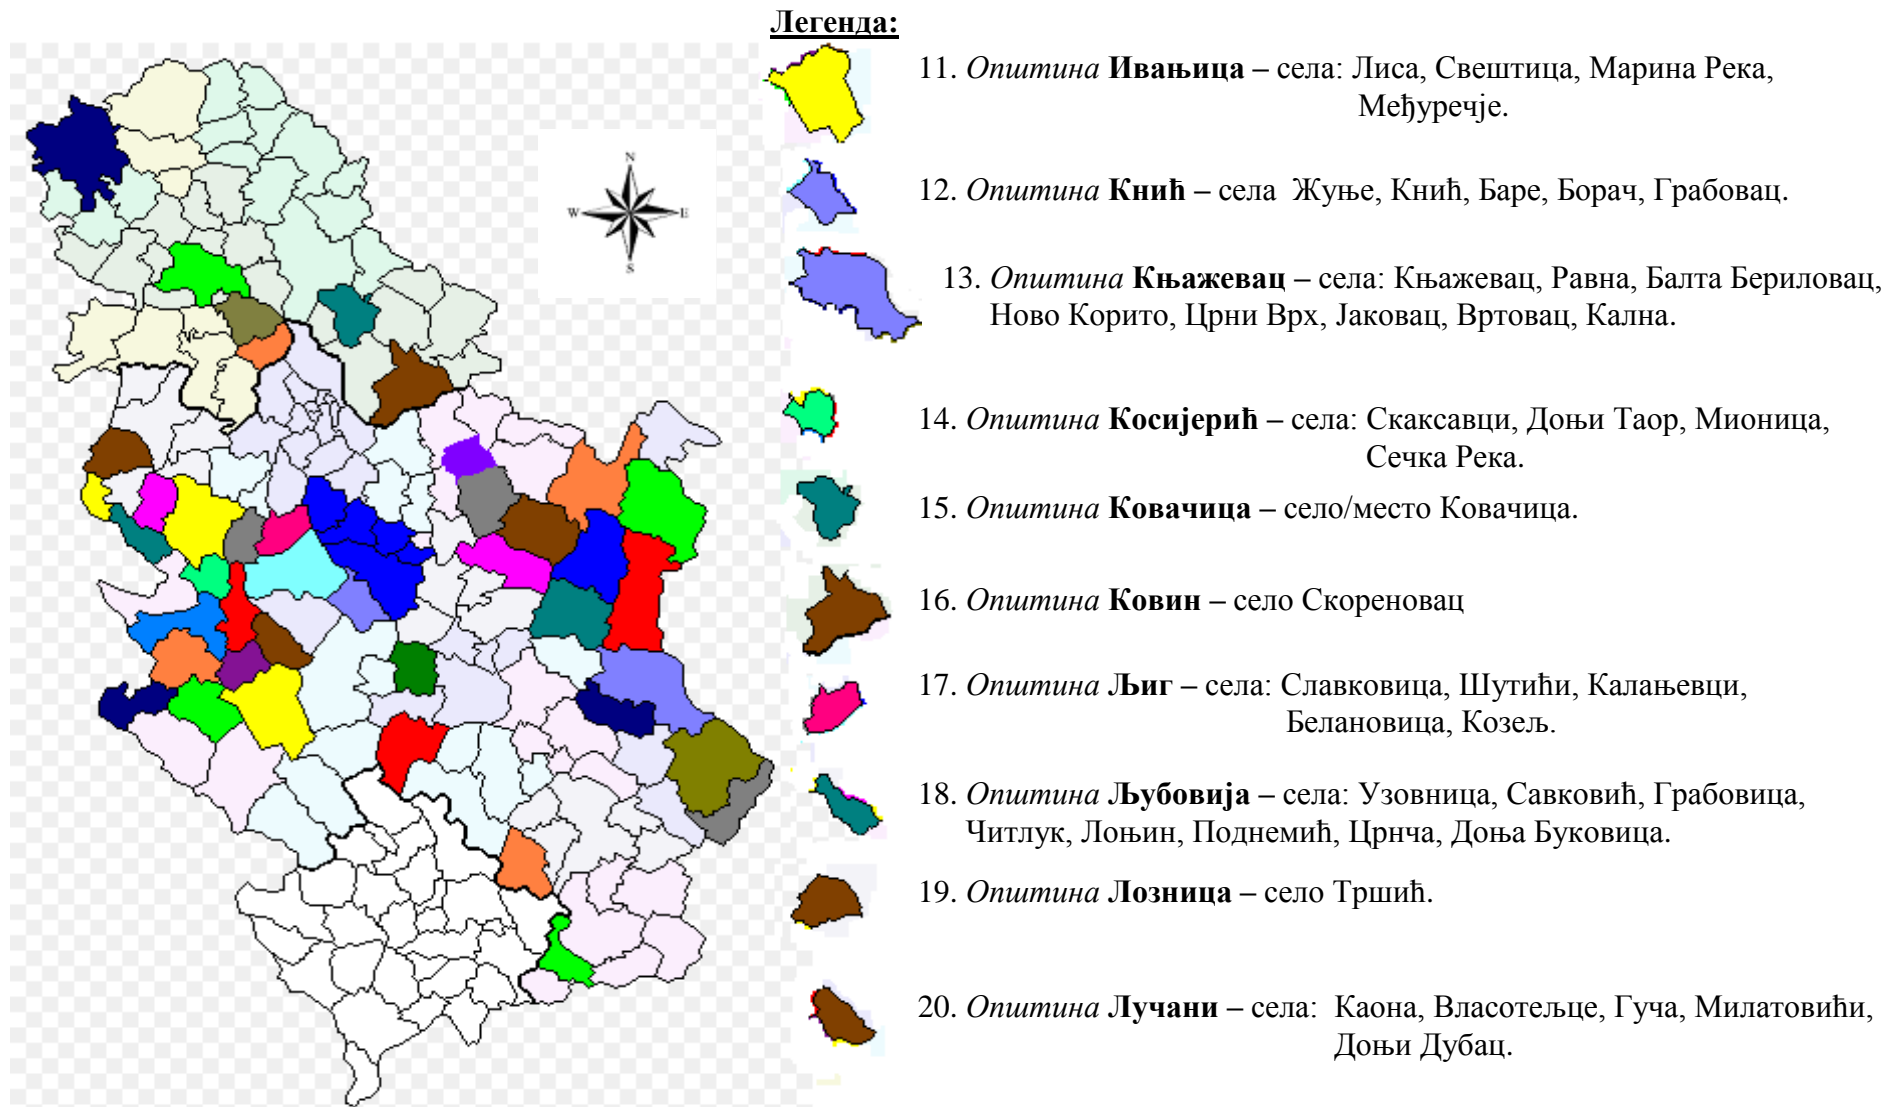 Легенда:
11. Општина Ивањица – села: Лиса, Свештица, Марина Река,
Међуречје.
N
W
E
S
12. Општина Кнић – села Жуње, Кнић, Баре, Борач, Грабовац.
13. Општина Књажевац – села: Књажевац, Равна, Балта Бериловац,
Ново Корито, Црни Врх, Јаковац, Вртовац, Кална.
14. Општина Косијерић – села: Скаксавци, Доњи Таор, Мионица,
Сечка Река.
15. Општина Ковачица – село/место Ковачица.
16. Општина Ковин – село Скореновац
17. Општина Љиг – села: Славковица, Шутићи, Калањевци,
Белановица, Козељ.
18. Општина Љубовија – села: Узовница, Савковић, Грабовица,
Читлук, Лоњин, Поднемић, Црнча, Доња Буковица.
19. Општина Лозница – село Тршић.
20. Општина Лучани – села: Каона, Власотељце, Гуча, Милатовићи,
Доњи Дубац.